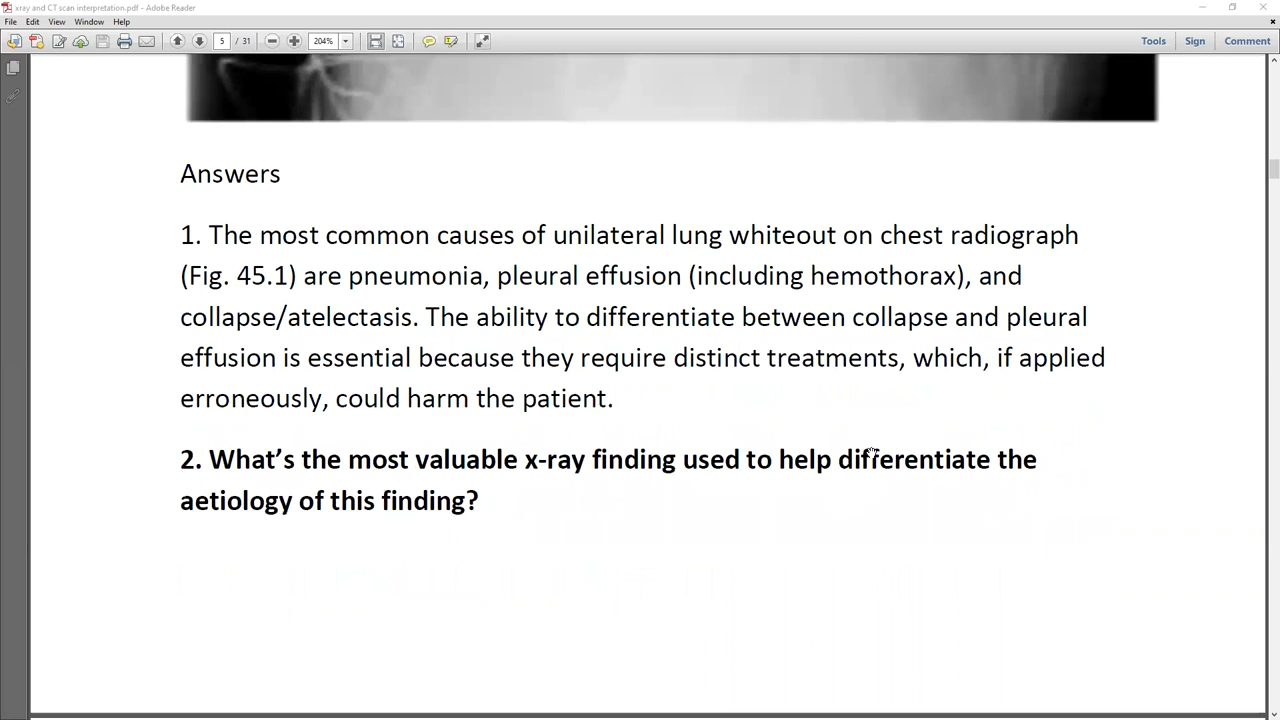 xray and CT scan interpretation.pdf - Adobe Reader
File Edit View Window Help
5 / 31 204% Tools Sign Comment
Answers
1. The most common causes of unilateral lung whiteout on chest radiograph
(Fig. 45.1) are pneumonia, pleural effusion (including hemothorax), and
collapse/atelectasis. The ability to differentiate between collapse and pleural
effusion is essential because they require distinct treatments, which, if applied
erroneously, could harm the patient.
2. What’s the most valuable x-ray finding used to help differentiate the
aetiology of this finding?